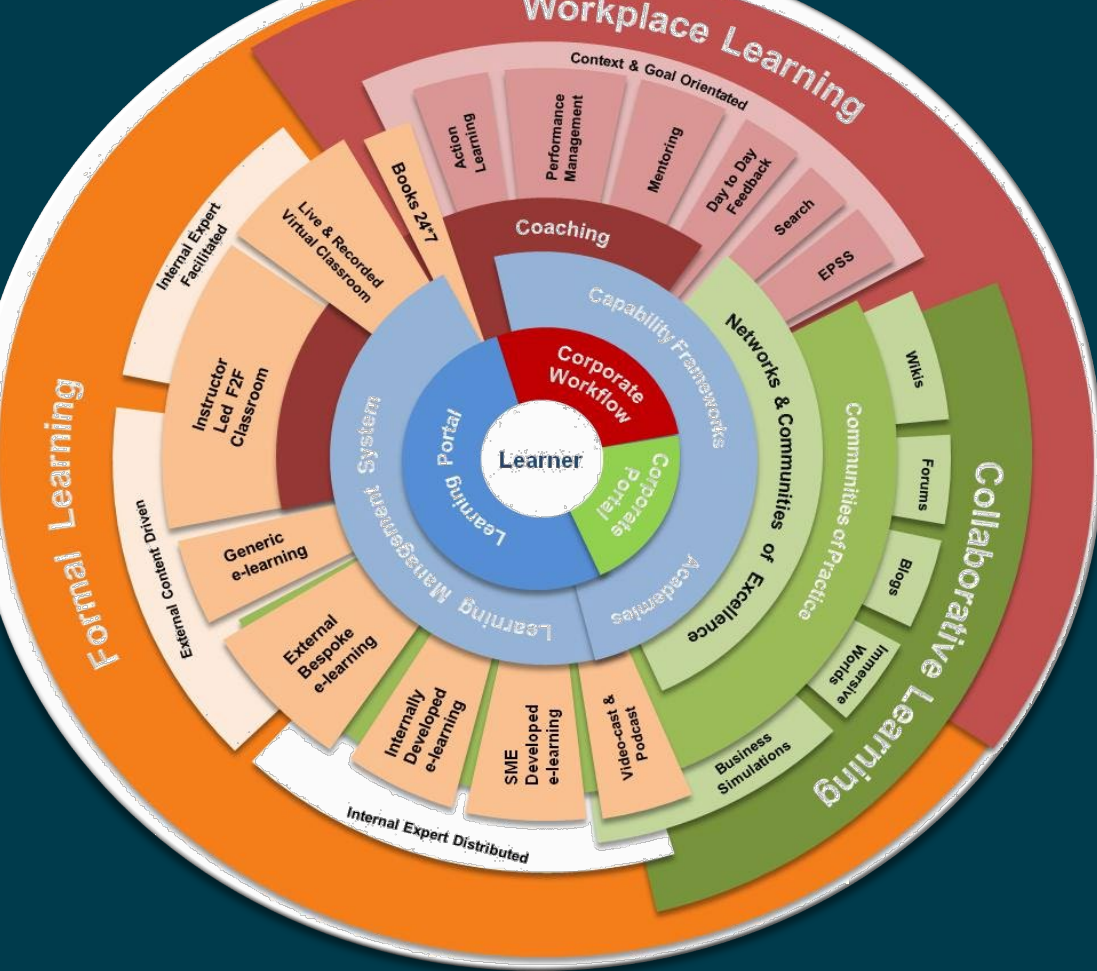 Workplace Learning
Context & Goal Orientated
Action
Learning
Performance
Management
Mentoring
Day to Day
Feedback
Search
EPSS
Books 24*7
Live & Recorded
Virtual Classroom
Internal Expert
Facilitated
Coaching
Capability Frameworks
Networks & Communities of Excellence
Communities of Practice
Wikis
Forums
Blogs
Immersive
Worlds
Business
Simulations
Collaborative Learning
Corporate
Workflow
Learner
Corporate
Portal
Learning Portal
Learning Management System
Academies
Instructor
Led F2F
Classroom
Formal Learning
External Content Driven
Generic
e-learning
External
Bespoke
e-learning
Internally
Developed
e-learning
SME
Developed
e-learning
Video-cast &
Podcast
Internal Expert Distributed